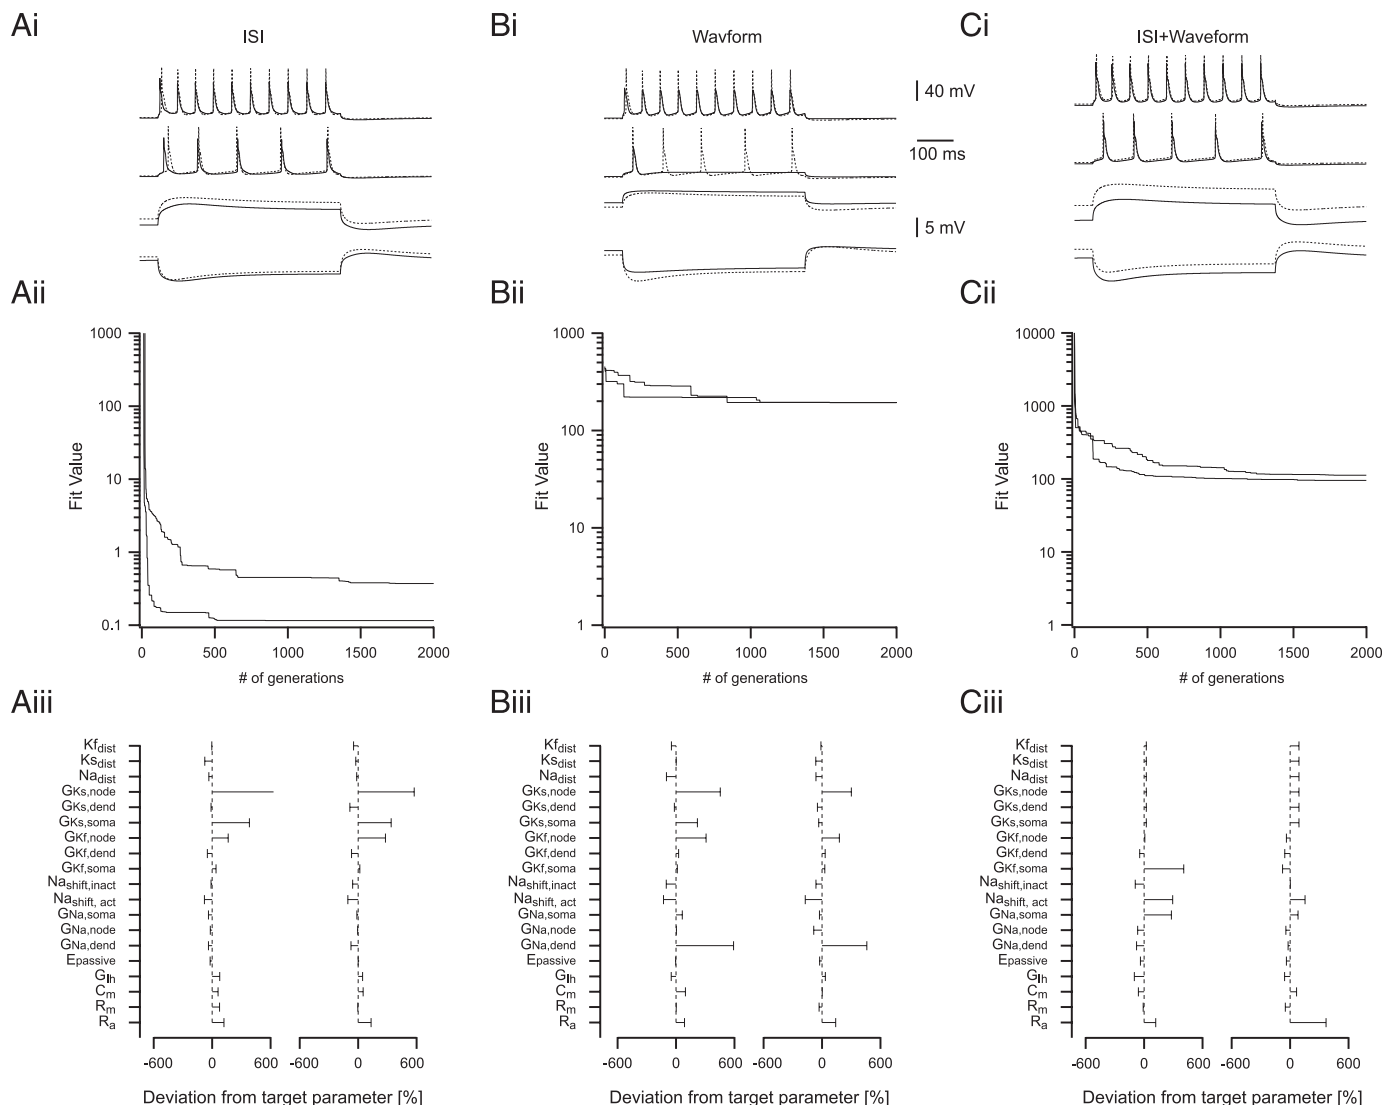 Ai
ISI
Bi
Wavform
Ci
ISI+Waveform
40 mV
100 ms
5 mV
Aii
Bii
Cii
1000
100
10
1
0.1
Fit Value
0 500 1000 1500 2000
# of generations
1000
100
10
1
Fit Value
0 500 1000 1500 2000
# of generations
10000
1000
100
10
1
Fit Value
0 500 1000 1500 2000
# of generations
Aiii
Kfdist
Ksdist
Nadist
GKs,node
GKs,dend
GKs,soma
GKf,node
GKf,dend
GKf,soma
Nashift,inact
Nashift, act
GNa,soma
GNa,node
GNa,dend
Epassive
GIh
Cm
Rm
Ra
-600 0 600
-600 0 600
Deviation from target parameter [%]
Biii
Kfdist
Ksdist
Nadist
GKs,node
GKs,dend
GKs,soma
GKf,node
GKf,dend
GKf,soma
Nashift,inact
Nashift, act
GNa,soma
GNa,node
GNa,dend
Epassive
GIh
Cm
Rm
Ra
-600 0 600
-600 0 600
Deviation from target parameter [%]
Ciii
Kfdist
Ksdist
Nadist
GKs,node
GKs,dend
GKs,soma
GKf,node
GKf,dend
GKf,soma
Nashift,inact
Nashift, act
GNa,soma
GNa,node
GNa,dend
Epassive
GIh
Cm
Rm
Ra
-600 0 600
-600 0 600
Deviation from target parameter [%]